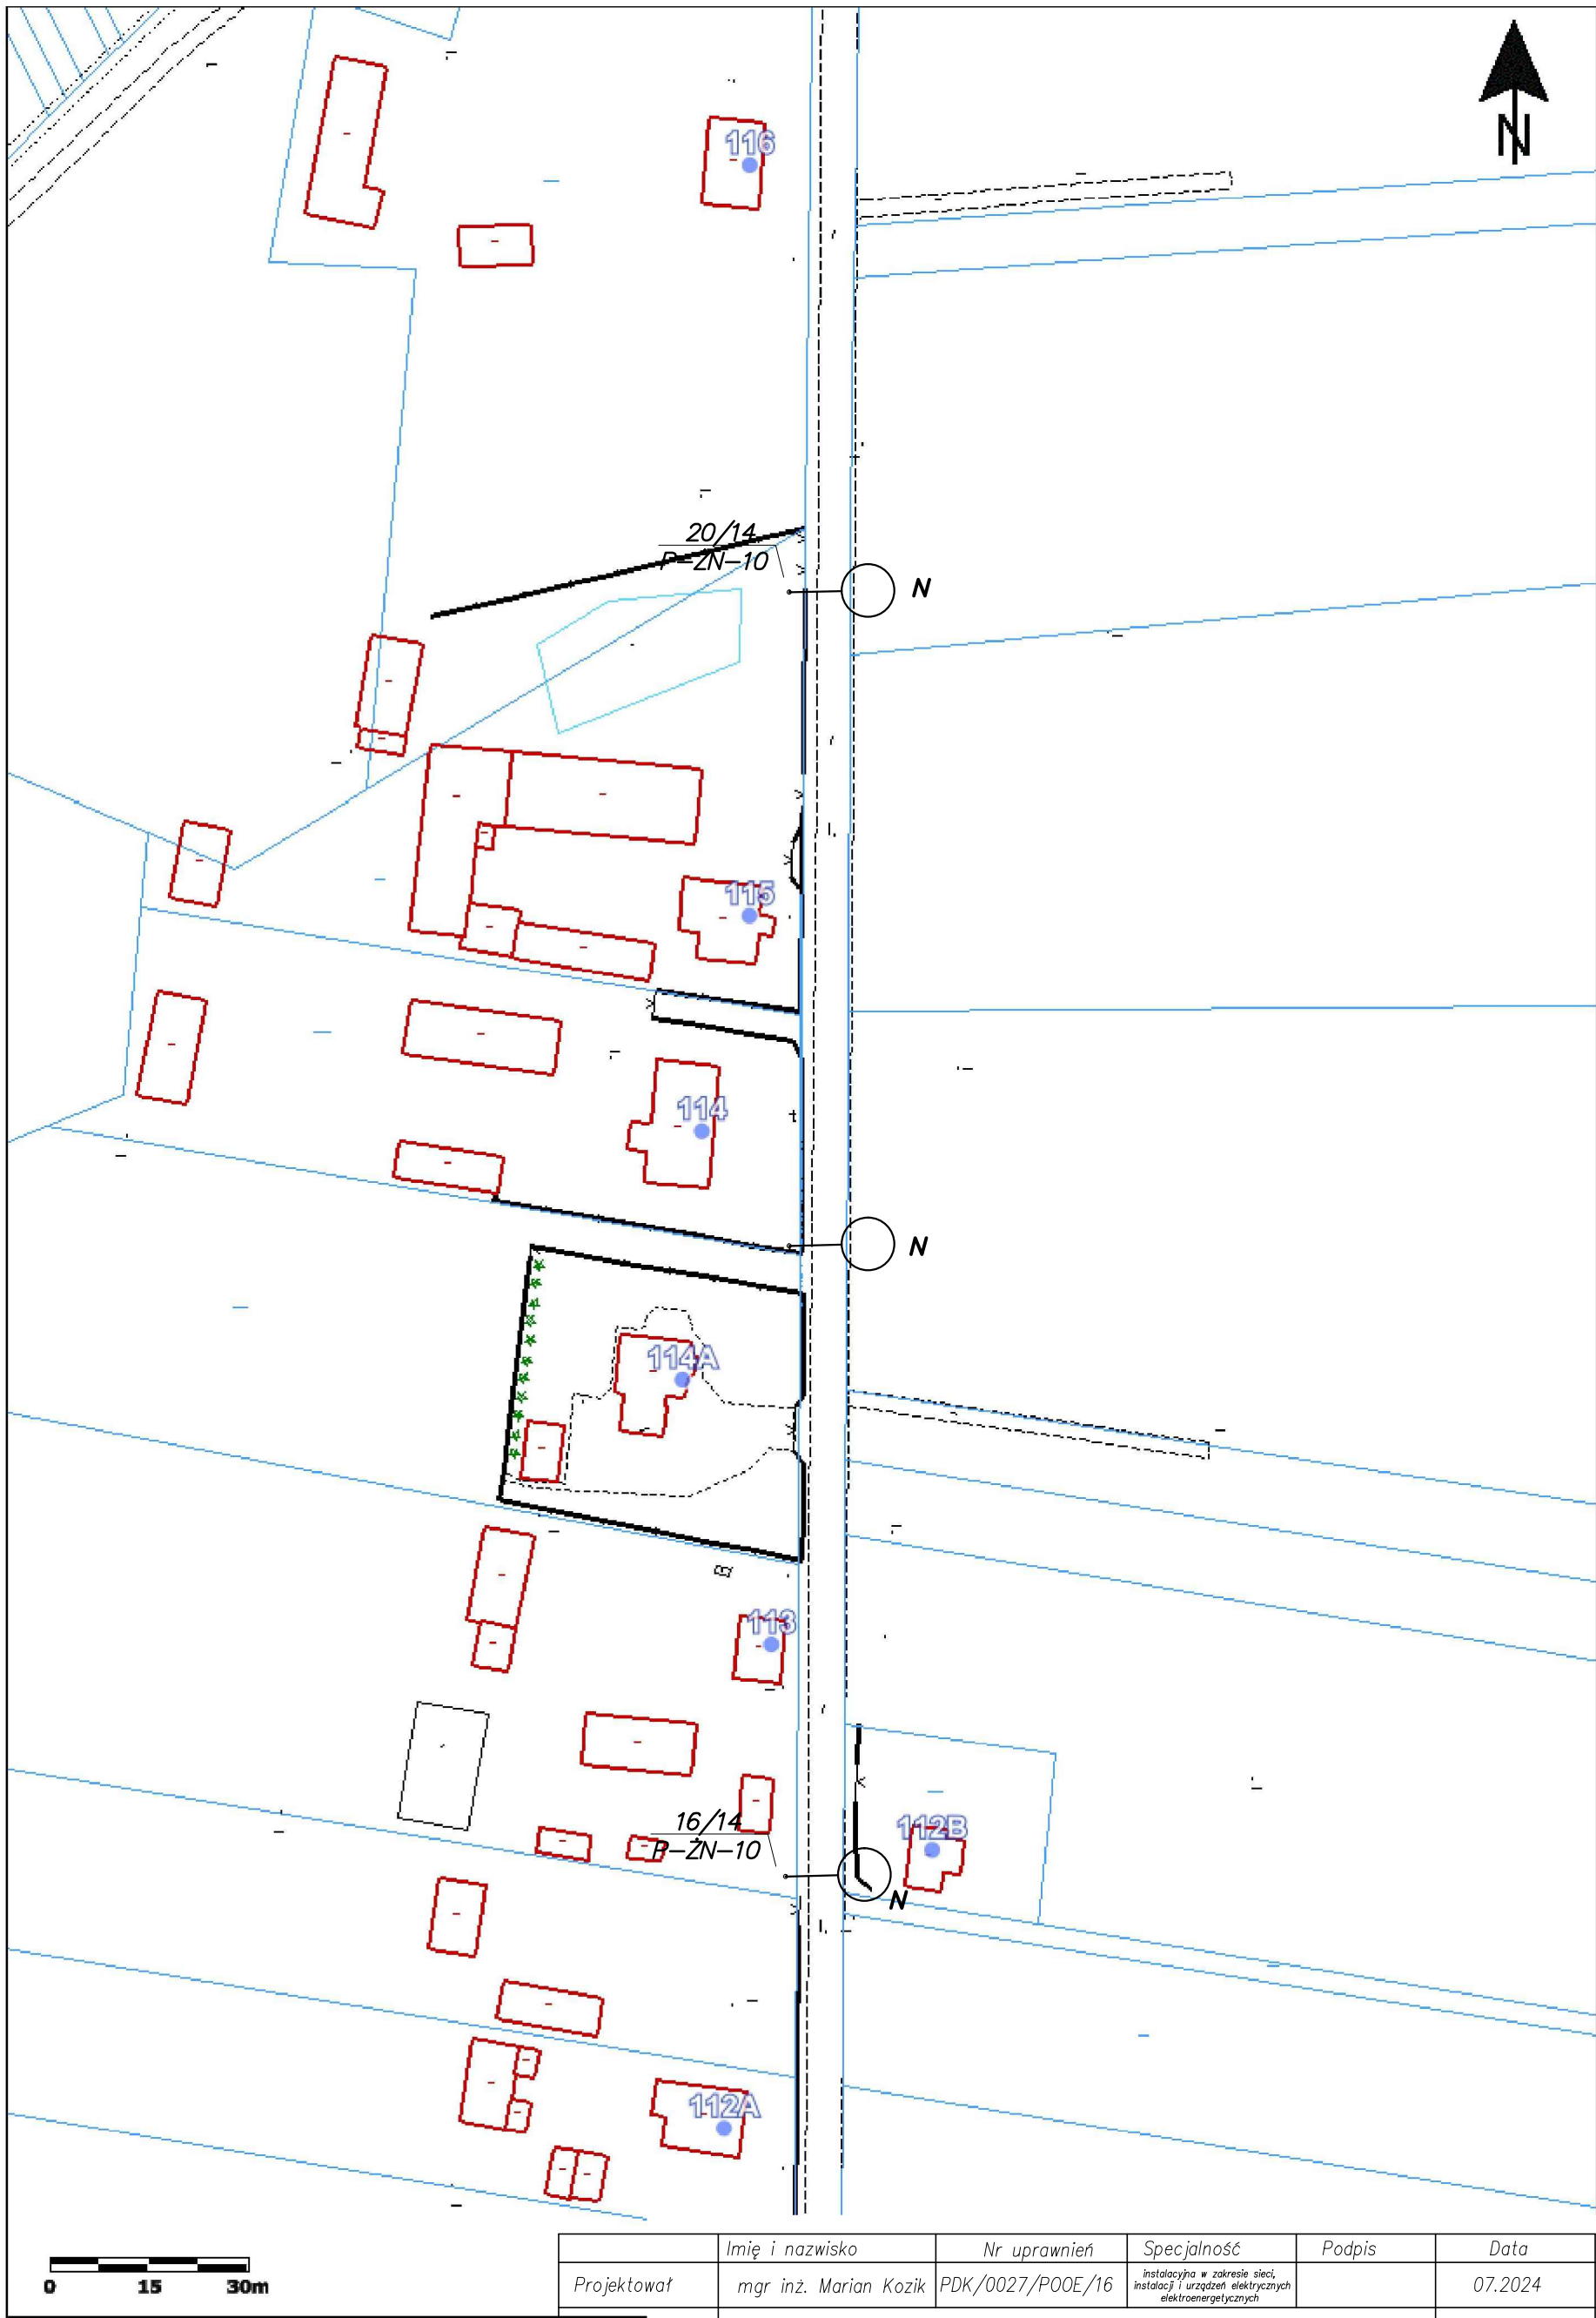 N
116
20/14
P-ŻN-10
N
115
114
N
114A
113
16/14
P-ŻN-10
112B
N
112A
0 15 30m
Imię i nazwisko Nr uprawnień Specjalność Podpis Data
Projektował mgr inż. Marian Kozik PDK/0027/POOE/16 instalacyjna w zakresie sieci, 07.2024
instalacji i urządzeń elektrycznych
elektroenergetycznych